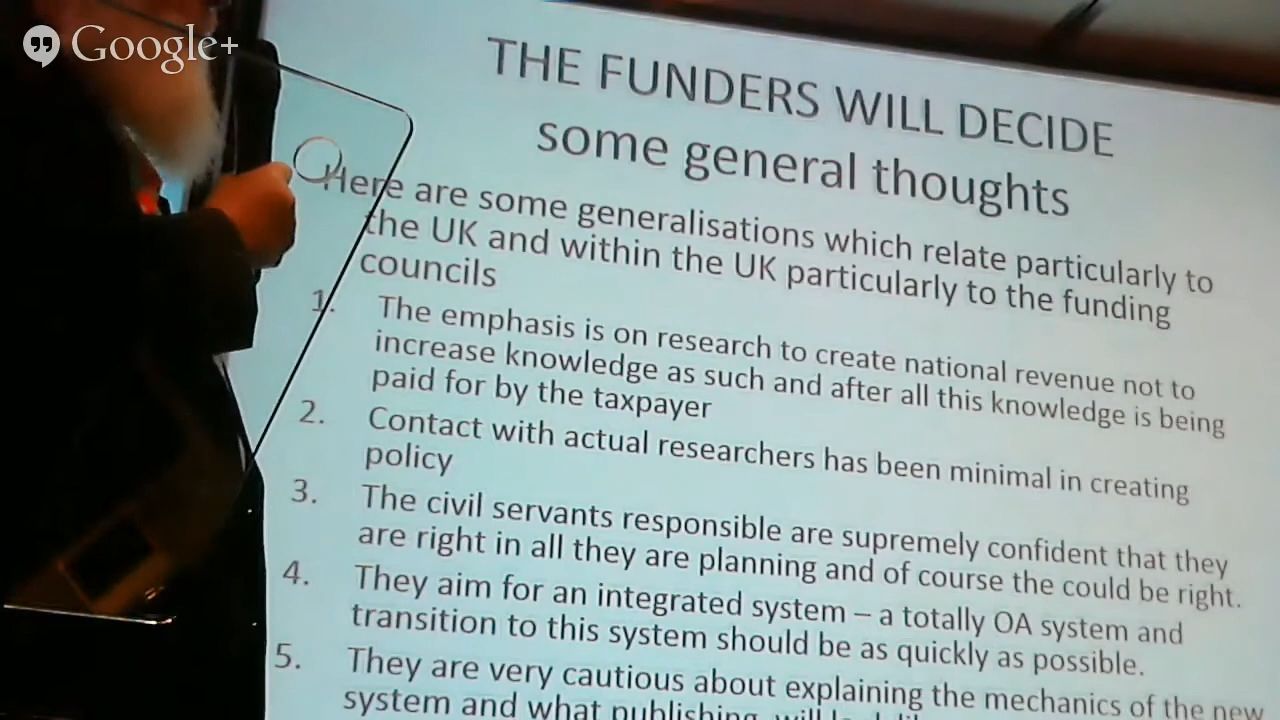 Google+
THE FUNDERS WILL DECIDE
some general thoughts
Here are some generalisations which relate particularly to
the UK and within the UK particularly to the funding
councils
1. The emphasis is on research to create national revenue not to
increase knowledge as such and after all this knowledge is being
paid for by the taxpayer
2. Contact with actual researchers has been minimal in creating
policy
3. The civil servants responsible are supremely confident that they
are right in all they are planning and of course the could be right.
4. They aim for an integrated system – a totally OA system and
transition to this system should be as quickly as possible.
5. They are very cautious about explaining the mechanics of the new
system and what publishing will